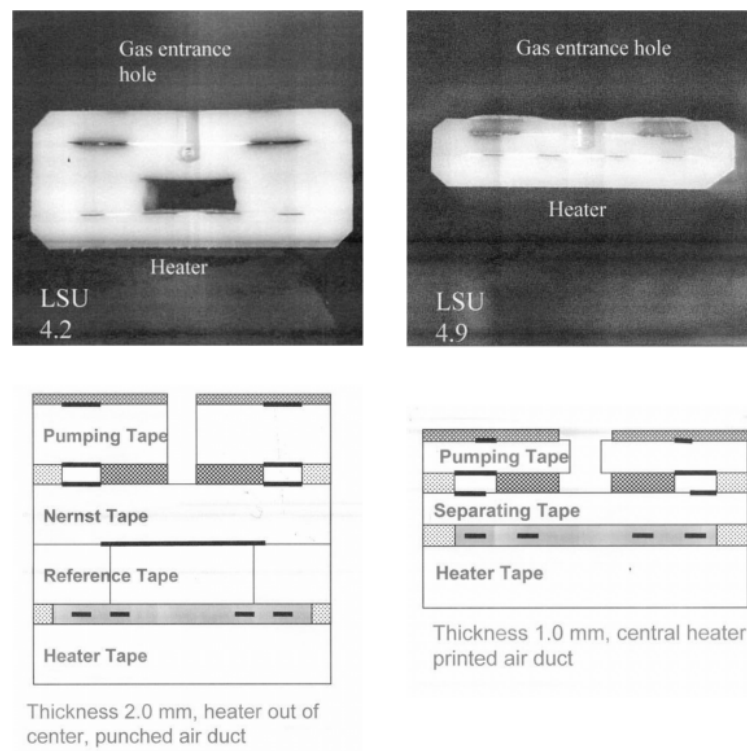 Gas entrance
hole
Heater
LSU
4.2
Gas entrance hole
Heater
LSU
4.9
Pumping Tape
Nernst Tape
Reference Tape
Heater Tape
Thickness 2.0 mm, heater out of
center, punched air duct
Pumping Tape
Separating Tape
Heater Tape
Thickness 1.0 mm, central heater
printed air duct